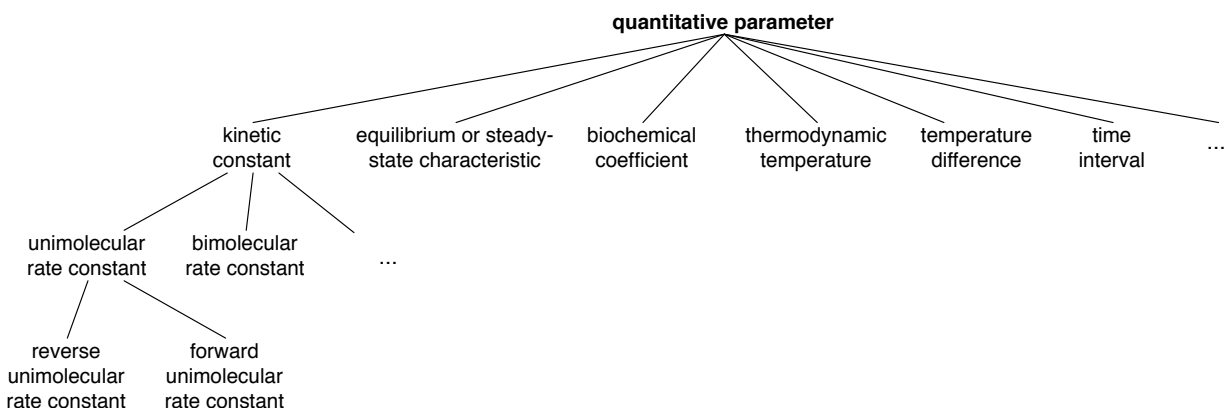 quantitative parameter
kinetic
constant
equilibrium or steady-
state characteristic
biochemical
coefficient
thermodynamic
temperature
temperature
difference
time
interval
...
unimolecular
rate constant
bimolecular
rate constant
...
reverse
unimolecular
rate constant
forward
unimolecular
rate constant